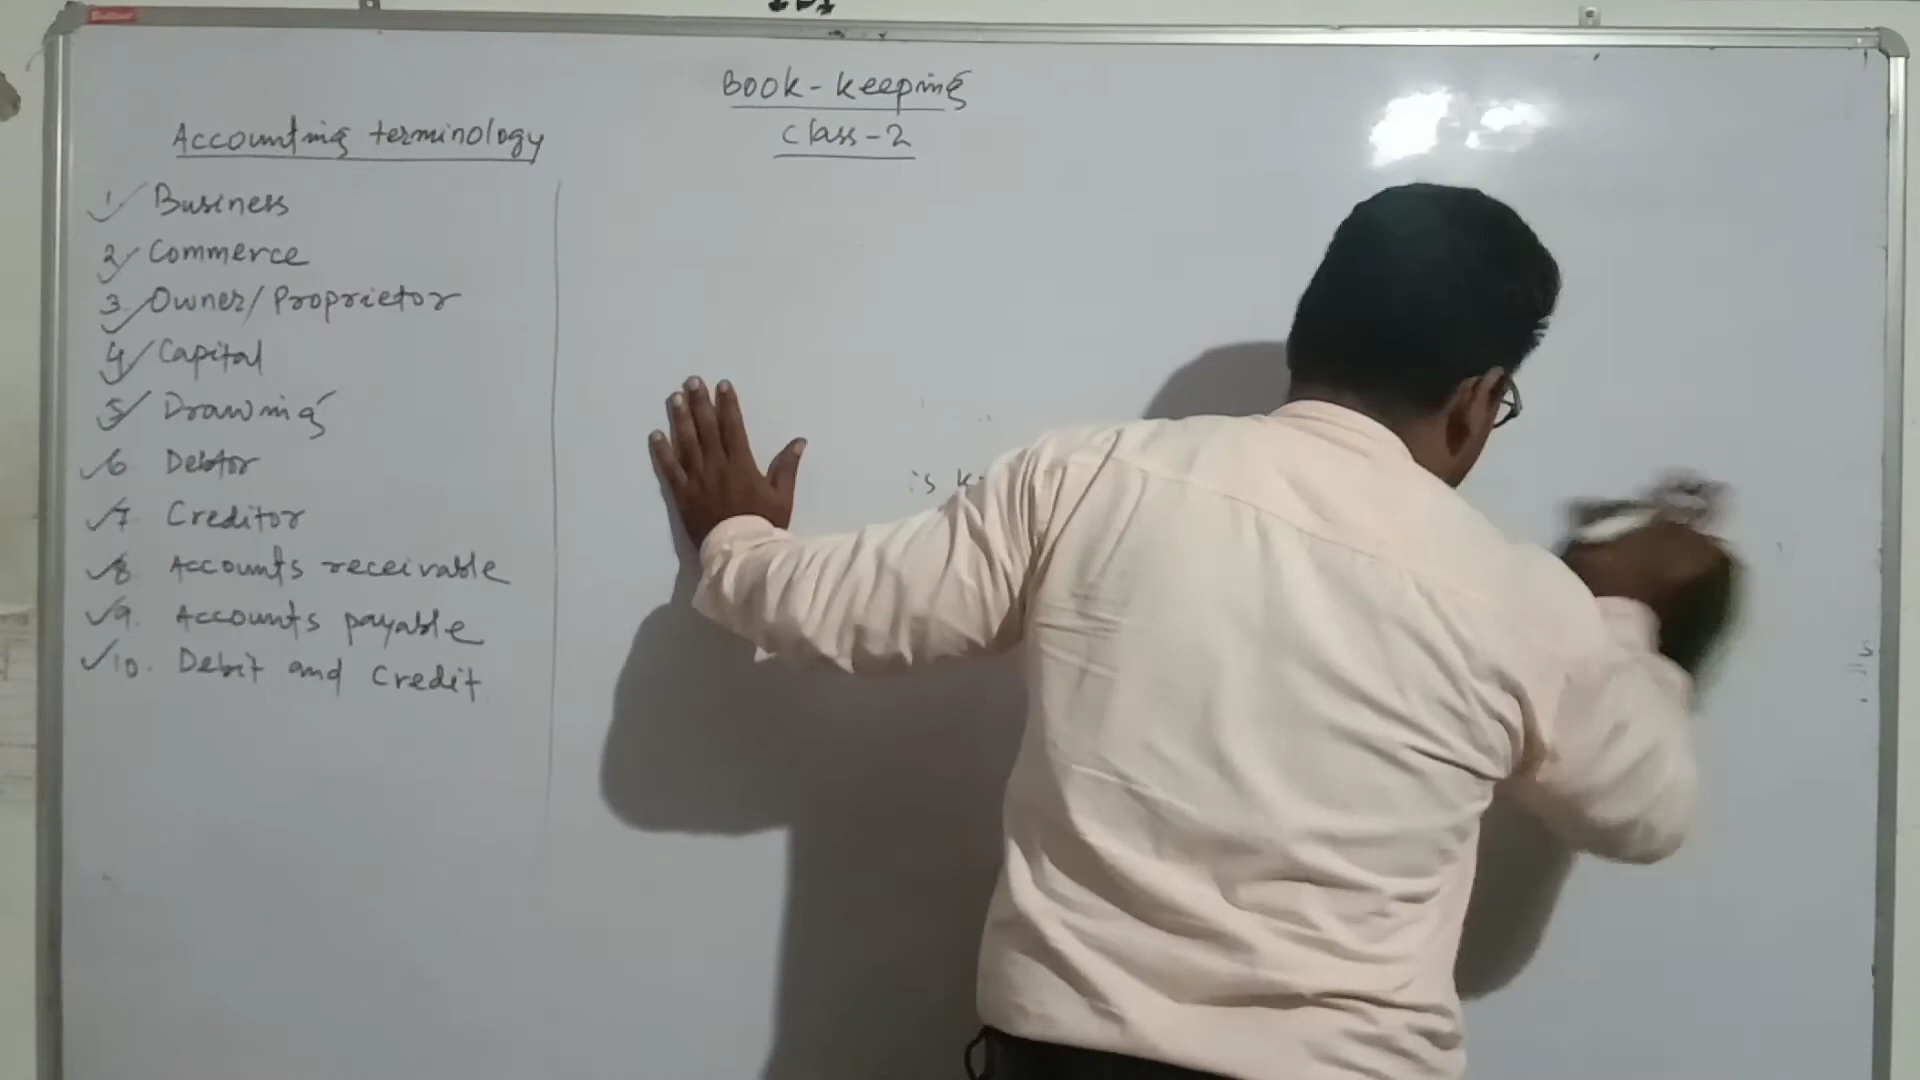 Book-keeping
Class-2
Accounting terminology
1 Business
2 Commerce
3. Owner/Proprietor
4 Capital
5 Drawing
6 Debtor
7 Creditor
8 Accounts receivable
9. Accounts payable
10. Debit and Credit
is